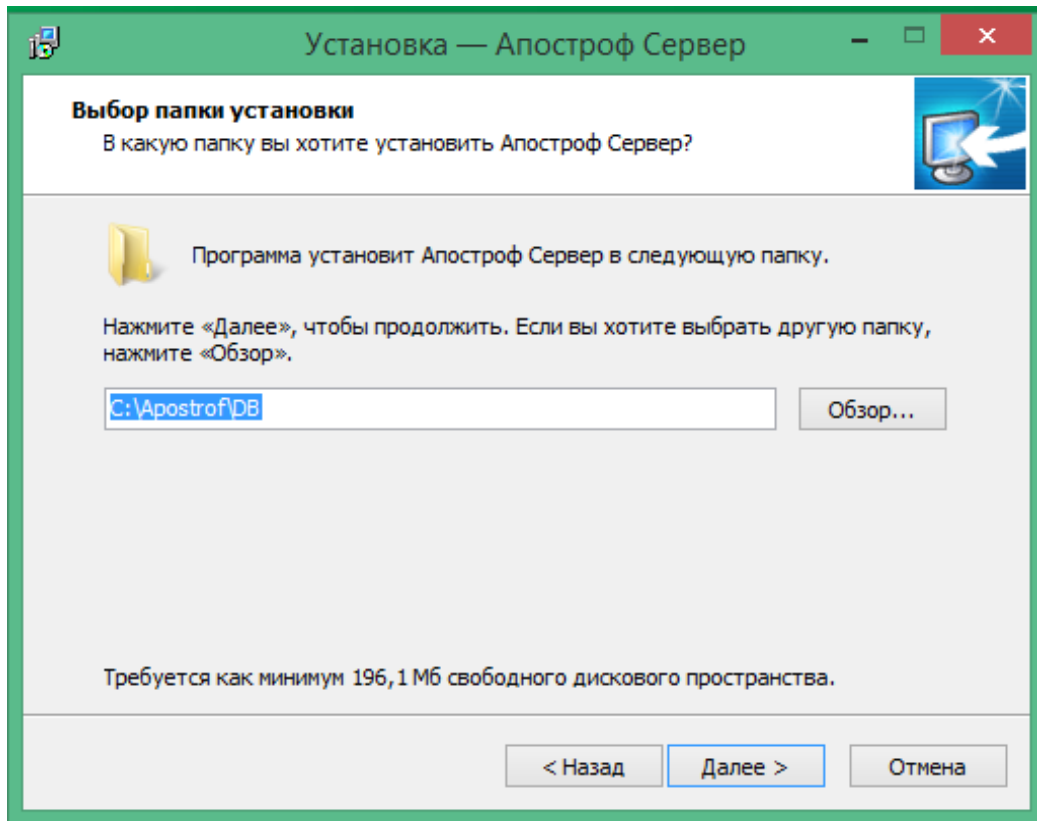 Установка — Апостроф Сервер
Выбор папки установки
В какую папку вы хотите установить Апостроф Сервер?
Программа установит Апостроф Сервер в следующую папку.
Нажмите «Далее», чтобы продолжить. Если вы хотите выбрать другую папку,
нажмите «Обзор».
C:\Apostrof\DB
Обзор...
Требуется как минимум 196,1 Мб свободного дискового пространства.
< Назад
Далее >
Отмена